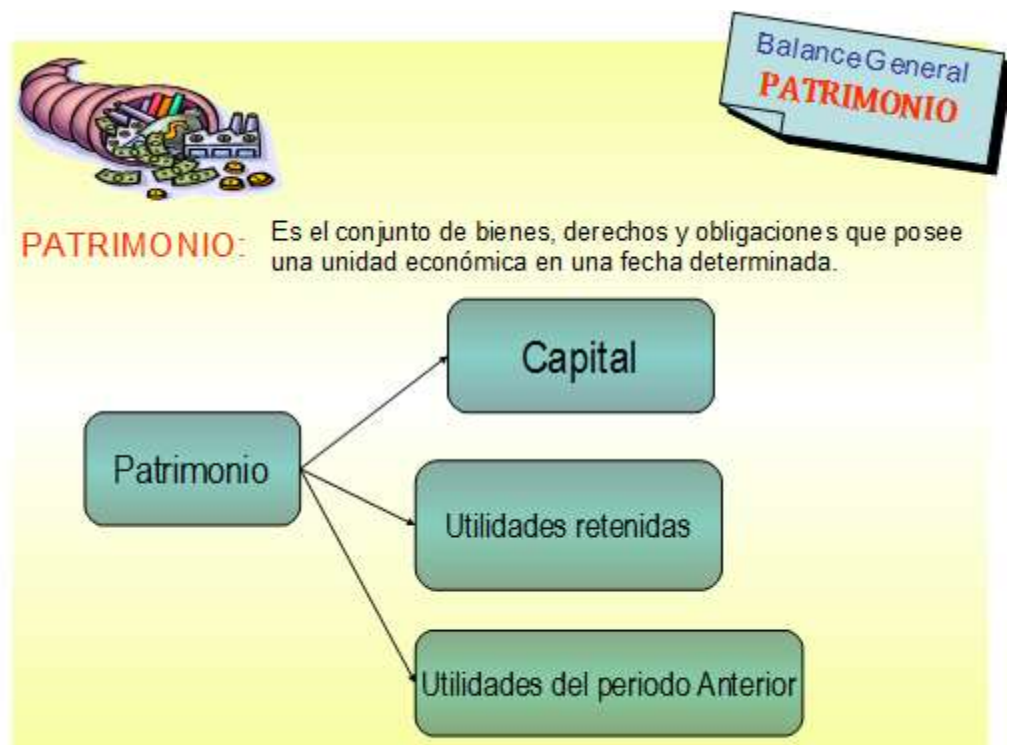 Balance General
PATRIMONIO
PATRIMONIO:
Es el conjunto de bienes, derechos y obligaciones que posee
una unidad económica en una fecha determinada.
Capital
Patrimonio
Utilidades retenidas
Utilidades del periodo Anterior